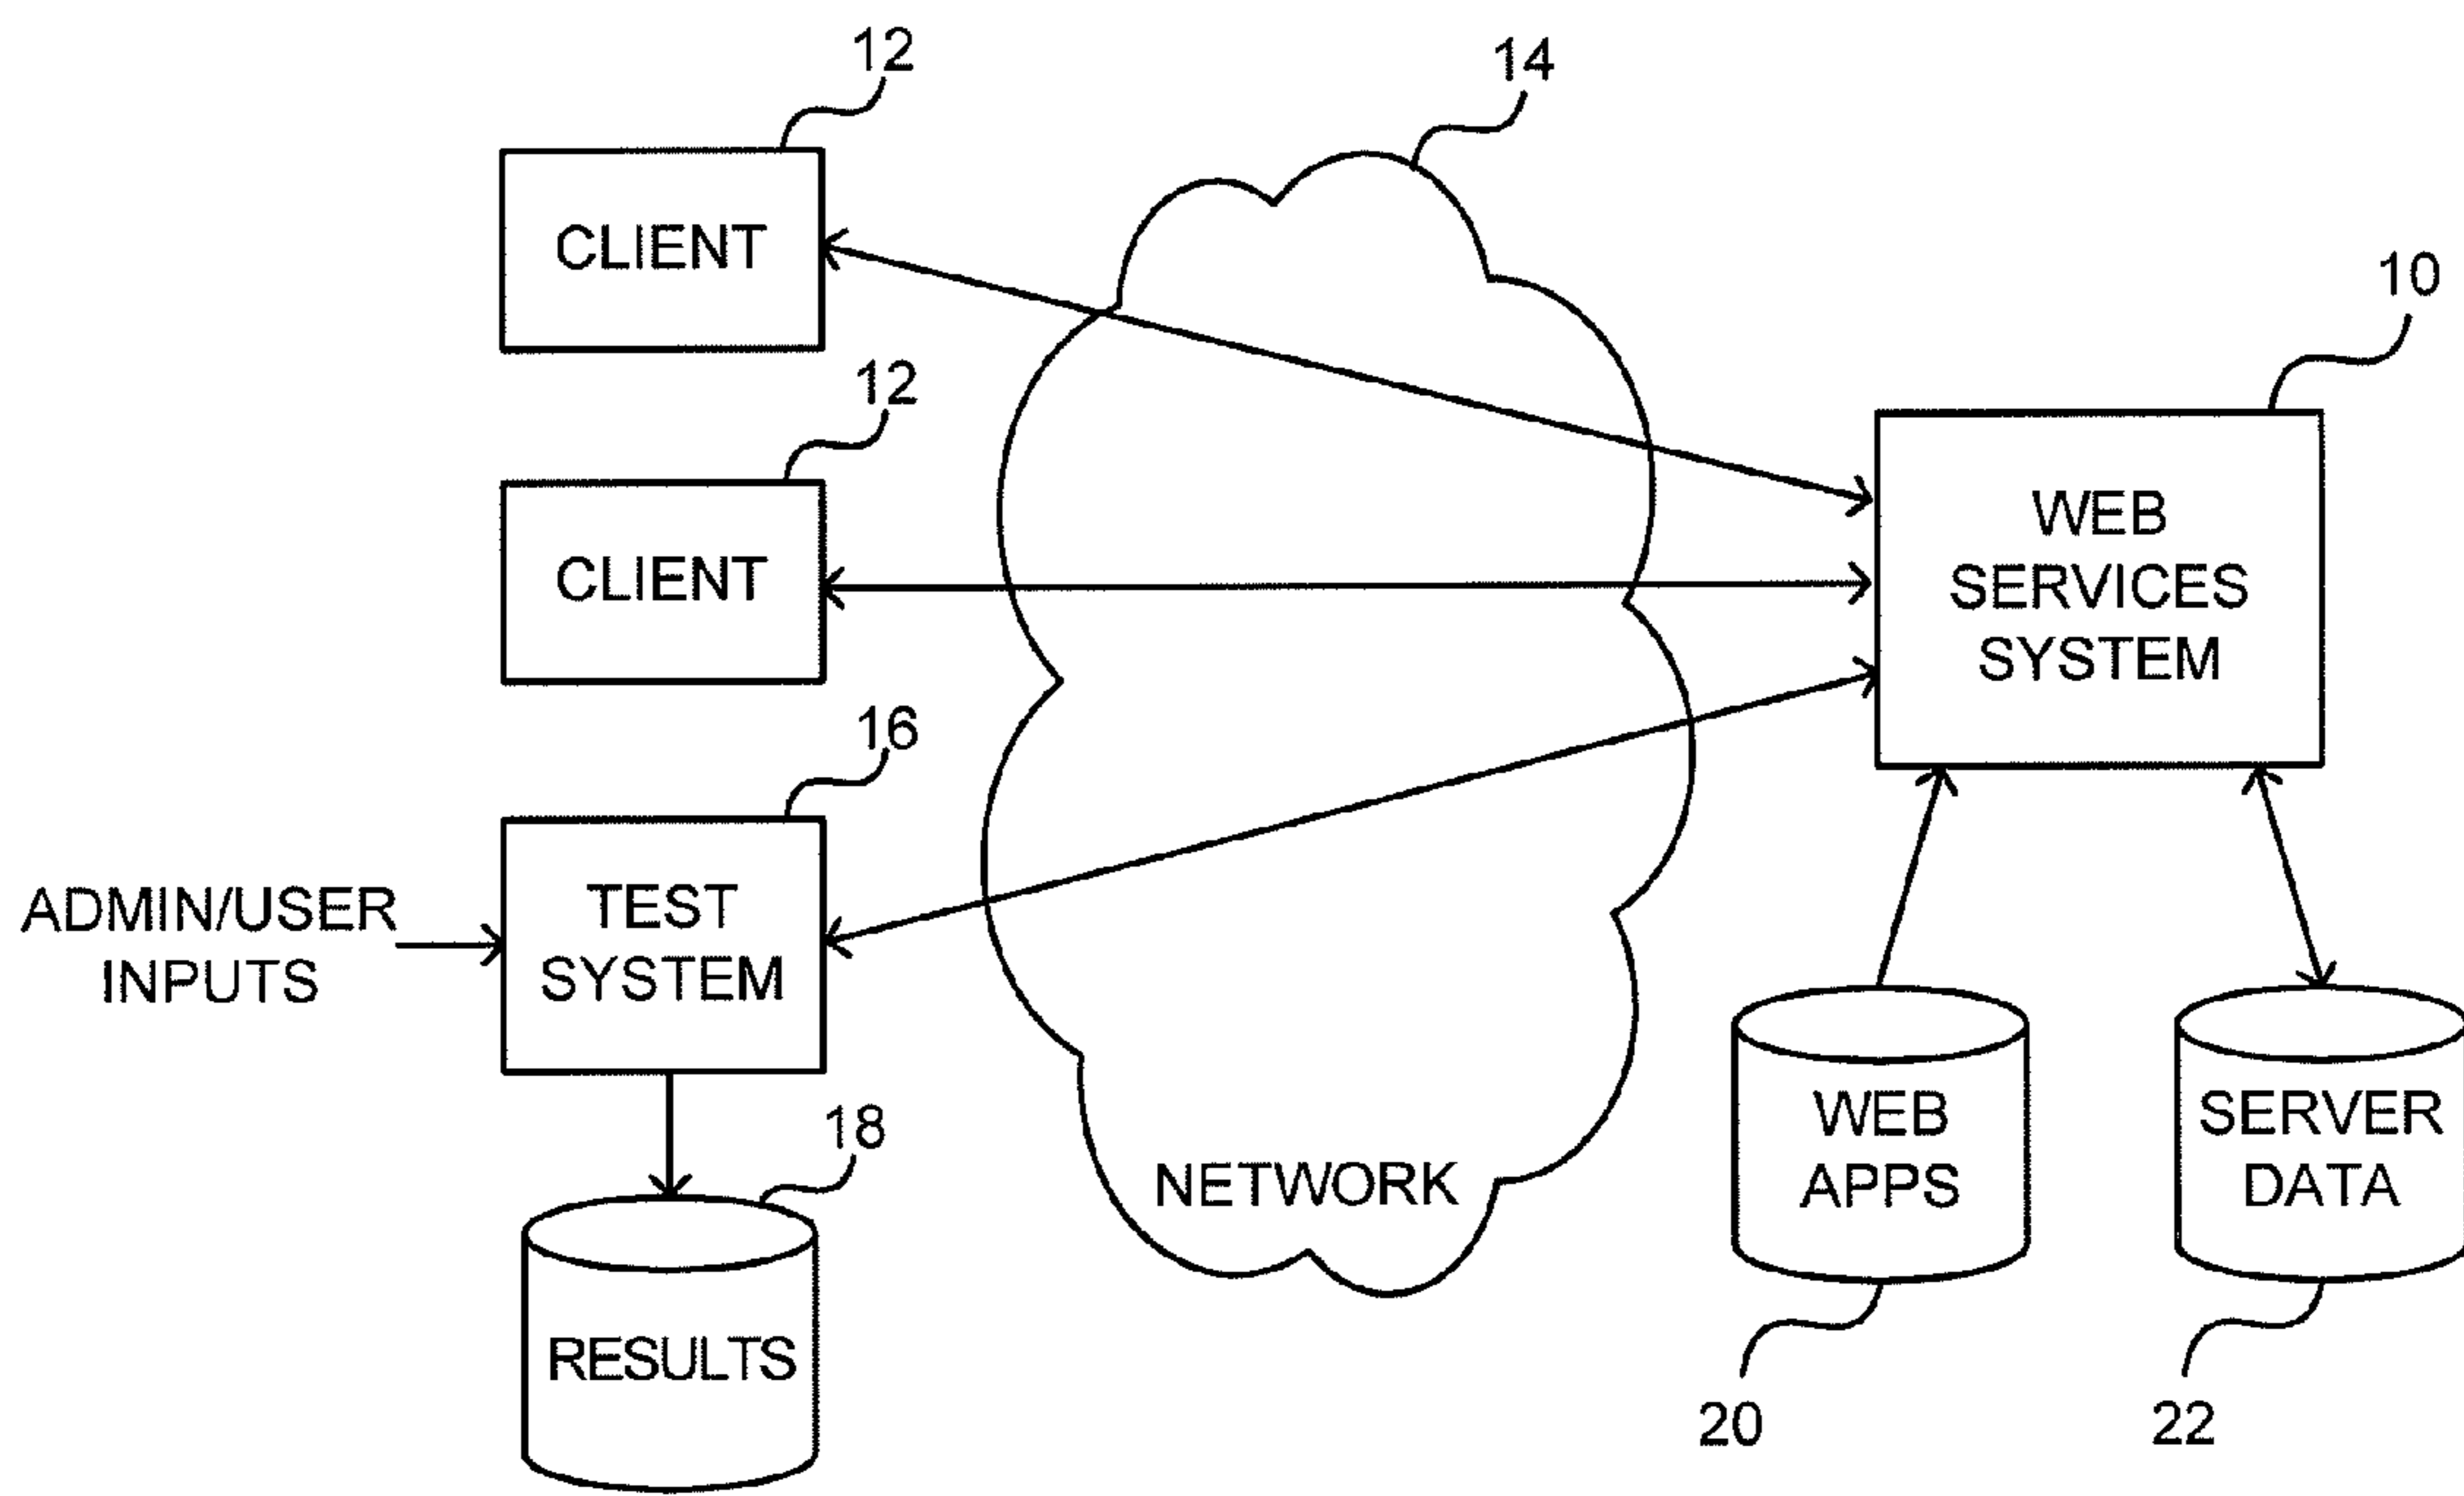 12
14
CLIENT
10
12
WEB
SERVICES
SYSTEM
CLIENT
16
ADMIN/USER
INPUTS
TEST
SYSTEM
18
NETWORK
WEB
APPS
SERVER
DATA
RESULTS
20
22